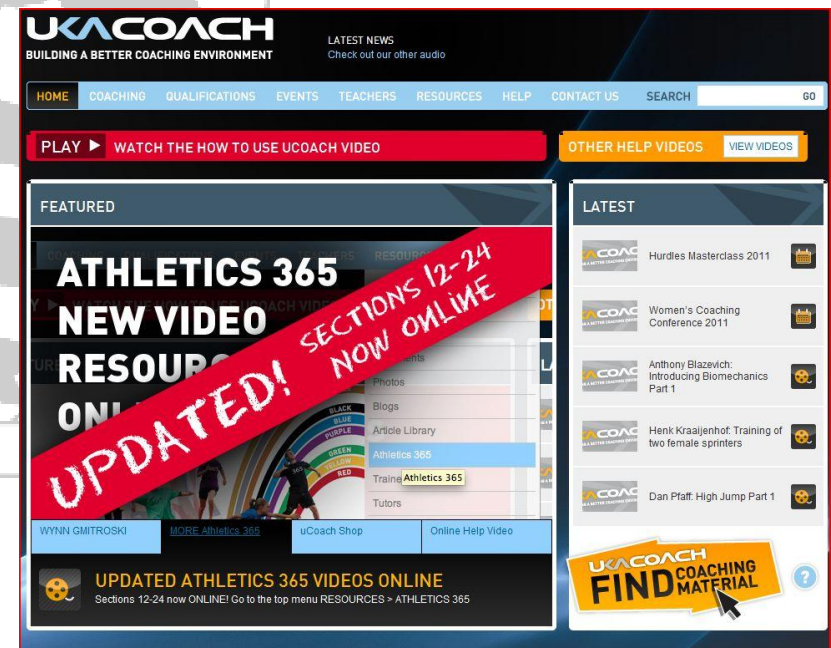 UKACOACH
BUILDING A BETTER COACHING ENVIRONMENT
LATEST NEWS
Check out our other audio
HOME COACHING QUALIFICATIONS EVENTS TEACHERS RESOURCES HELP CONTACT US SEARCH GO
PLAY WATCH THE HOW TO USE UCOACH VIDEO
OTHER HELP VIDEOS VIEW VIDEOS
FEATURED
ATHLETICS 365
NEW VIDEO
UPDATED! SECTIONS 12-24
NOW ONLINE
Photos
Blogs
Article Library
Athletics 365
Athletics 365
Tutors
BLACK
BLUE
PURPLE
GREEN
YELLOW
RED
WYNN GMITROSKI MORE Athletics 365 uCoach Shop Online Help Video
UPDATED ATHLETICS 365 VIDEOS ONLINE
Sections 12-24 now ONLINE! Go to the top menu RESOURCES > ATHLETICS 365
LATEST
Hurdles Masterclass 2011
Women's Coaching
Conference 2011
Anthony Blazevich:
Introducing Biomechanics
Part 1
Henk Kraaijenhof: Training of
two female sprinters
Dan Pfaff: High Jump Part 1
UKACOACH
FIND COACHING
MATERIAL
?